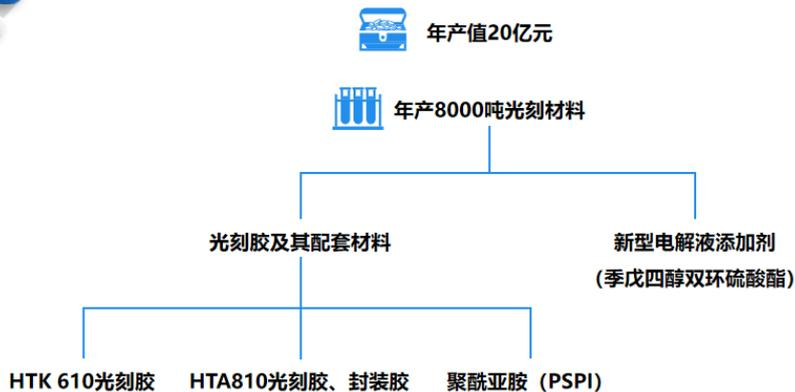 年产值20亿元
年产8000吨光刻材料
光刻胶及其配套材料
新型电解液添加剂
（季戊四醇双环硫酸酯）
HTK 610光刻胶
HTA810光刻胶、封装胶
聚酰亚胺（PSPI）